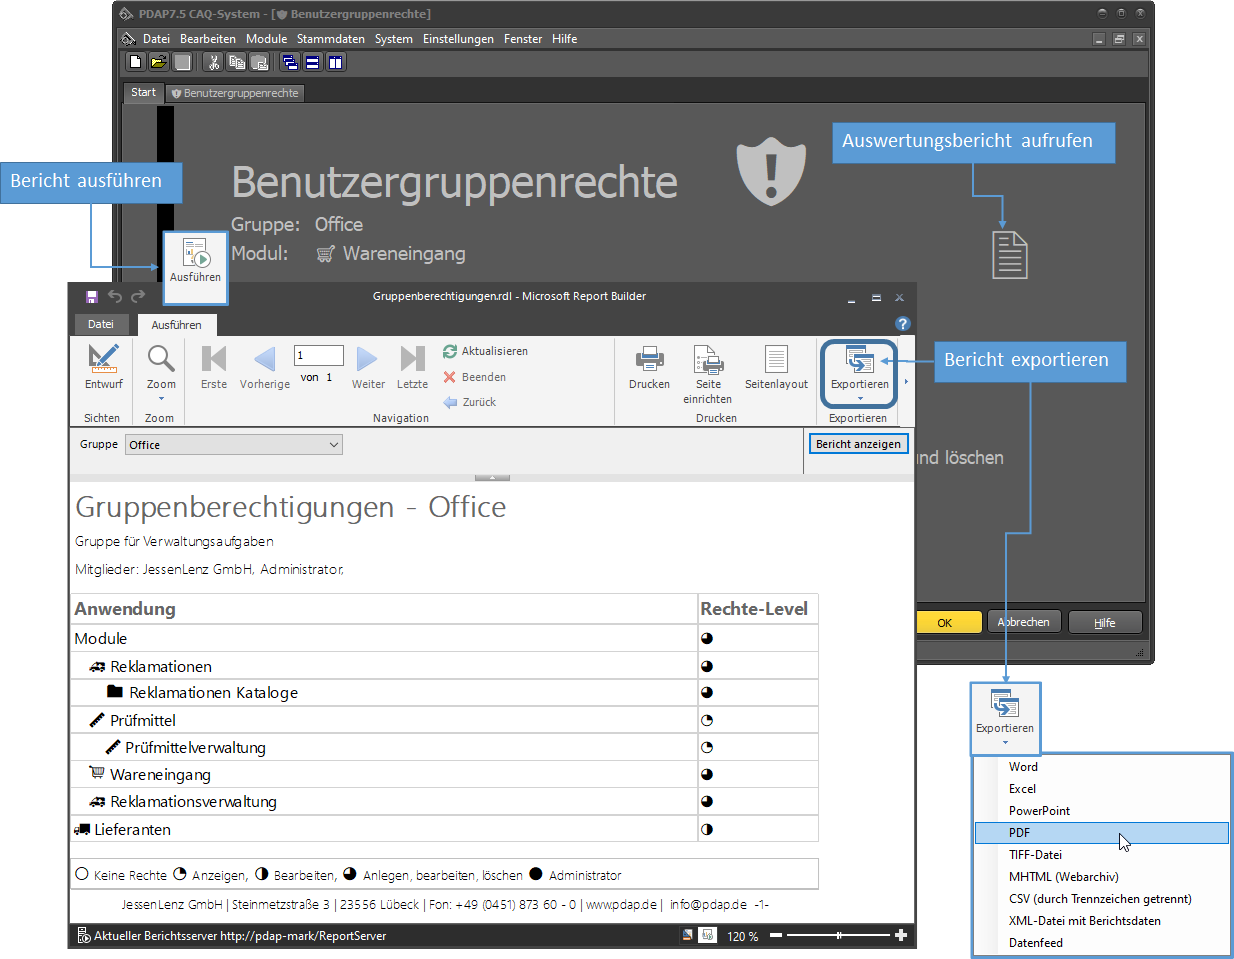 PDAP7.5 CAQ-System - [Benutzergruppenrechte]
Datei Bearbeiten Module Stammdaten System Einstellungen Fenster Hilfe
Start Benutzergruppenrechte
Auswertungsbericht aufrufen
Bericht ausführen
Benutzergruppenrechte
Gruppe: Office
Modul: Wareneingang
Ausführen
Gruppenberechtigungen.rdl - Microsoft Report Builder
Datei Ausführen
Entwurf Zoom Erste Vorherige 1 von 1 Weiter Letzte
Aktualisieren
Beenden
Zurück
Drucken Seite einrichten Seitenlayout Exportieren
Sichten Zoom Navigation Drucken Exportieren
Bericht exportieren
Gruppe Office Bericht anzeigen
nd löschen
Gruppenberechtigungen - Office
Gruppe für Verwaltungsaufgaben
Mitglieder: JessenLenz GmbH, Administrator,
Anwendung Rechte-Level
Module
Reklamationen
Reklamationen Kataloge
Prüfmittel
Prüfmittelverwaltung
Wareneingang
Reklamationsverwaltung
Lieferanten
OK Abbrechen Hilfe
Keine Rechte Anzeigen, Bearbeiten, Anlegen, bearbeiten, löschen Administrator
JessenLenz GmbH | Steinmetzstraße 3 | 23556 Lübeck | Fon: +49 (0451) 873 60 - 0 | www.pdap.de | info@pdap.de -1-
Aktueller Berichtsserver http://pdap-mark/ReportServer 120 %
Exportieren
Word
Excel
PowerPoint
PDF
TIFF-Datei
MHTML (Webarchiv)
CSV (durch Trennzeichen getrennt)
XML-Datei mit Berichtsdaten
Datenfeed